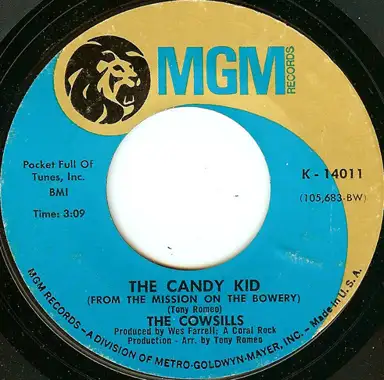 MGM
RECORDS
Pocket Full Of
Tunes, Inc.
BMI
Time: 3:09
K - 14011
(105,683-BW)
THE CANDY KID
(FROM THE MISSION ON THE BOWERY)
(Tony Romeo)
THE COWSILLS
Produced by Wes Farrell: A Coral Rock
Production - Arr. by Tony Romeo
MGM RECORDS - A DIVISION OF METRO-GOLDWYN-MAYER, INC. - Made in U.S.A.